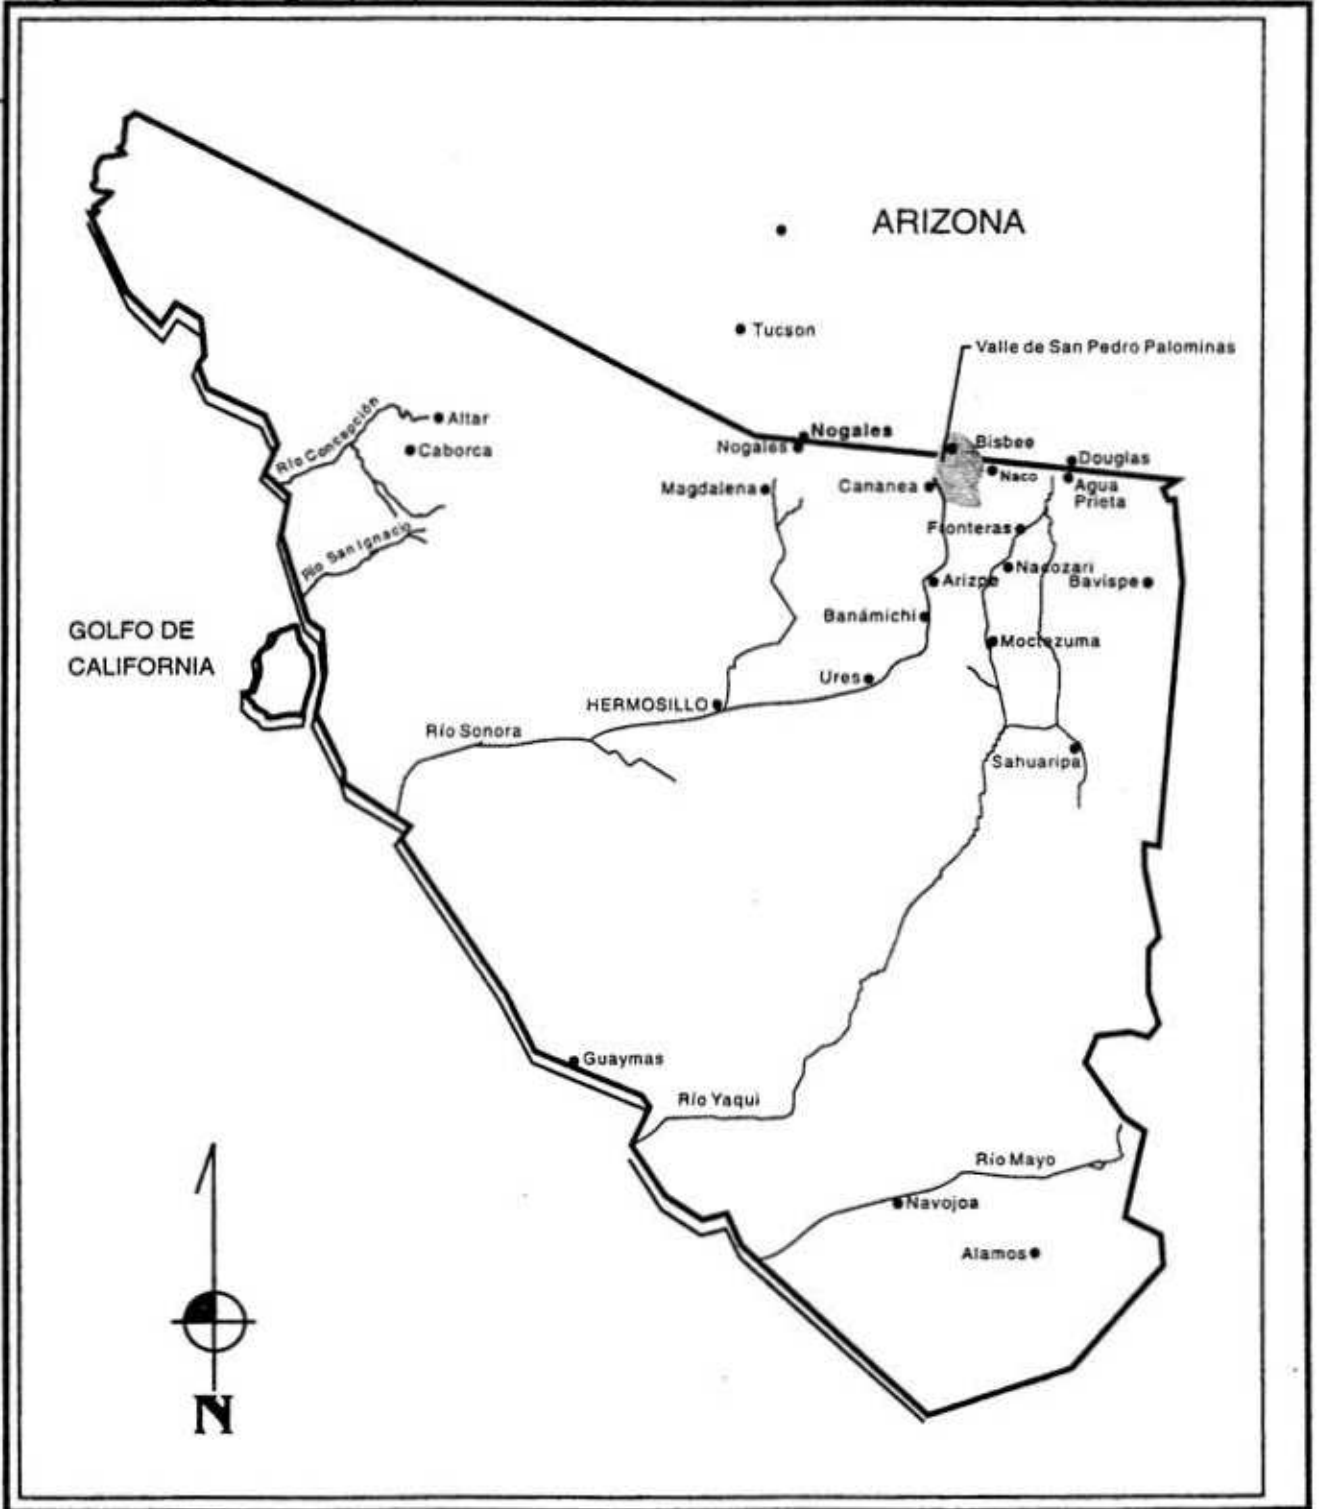 ARIZONA
Tucson
Valle de San Pedro Palominas
Altar
Río Concepción
Caborca
Nogales
Nogales
Bisbee
Douglas
Naco
Agua
Prieta
Magdalena
Cananea
Fronteras
Río San Ignacio
Nacozari
Arizpe
Bavispe
Banámichi
GOLFO DE
CALIFORNIA
Moctezuma
Ures
HERMOSILLO
Río Sonora
Sahuaripa
Guaymas
Río Yaqui
Río Mayo
Navojoa
Alamos
N